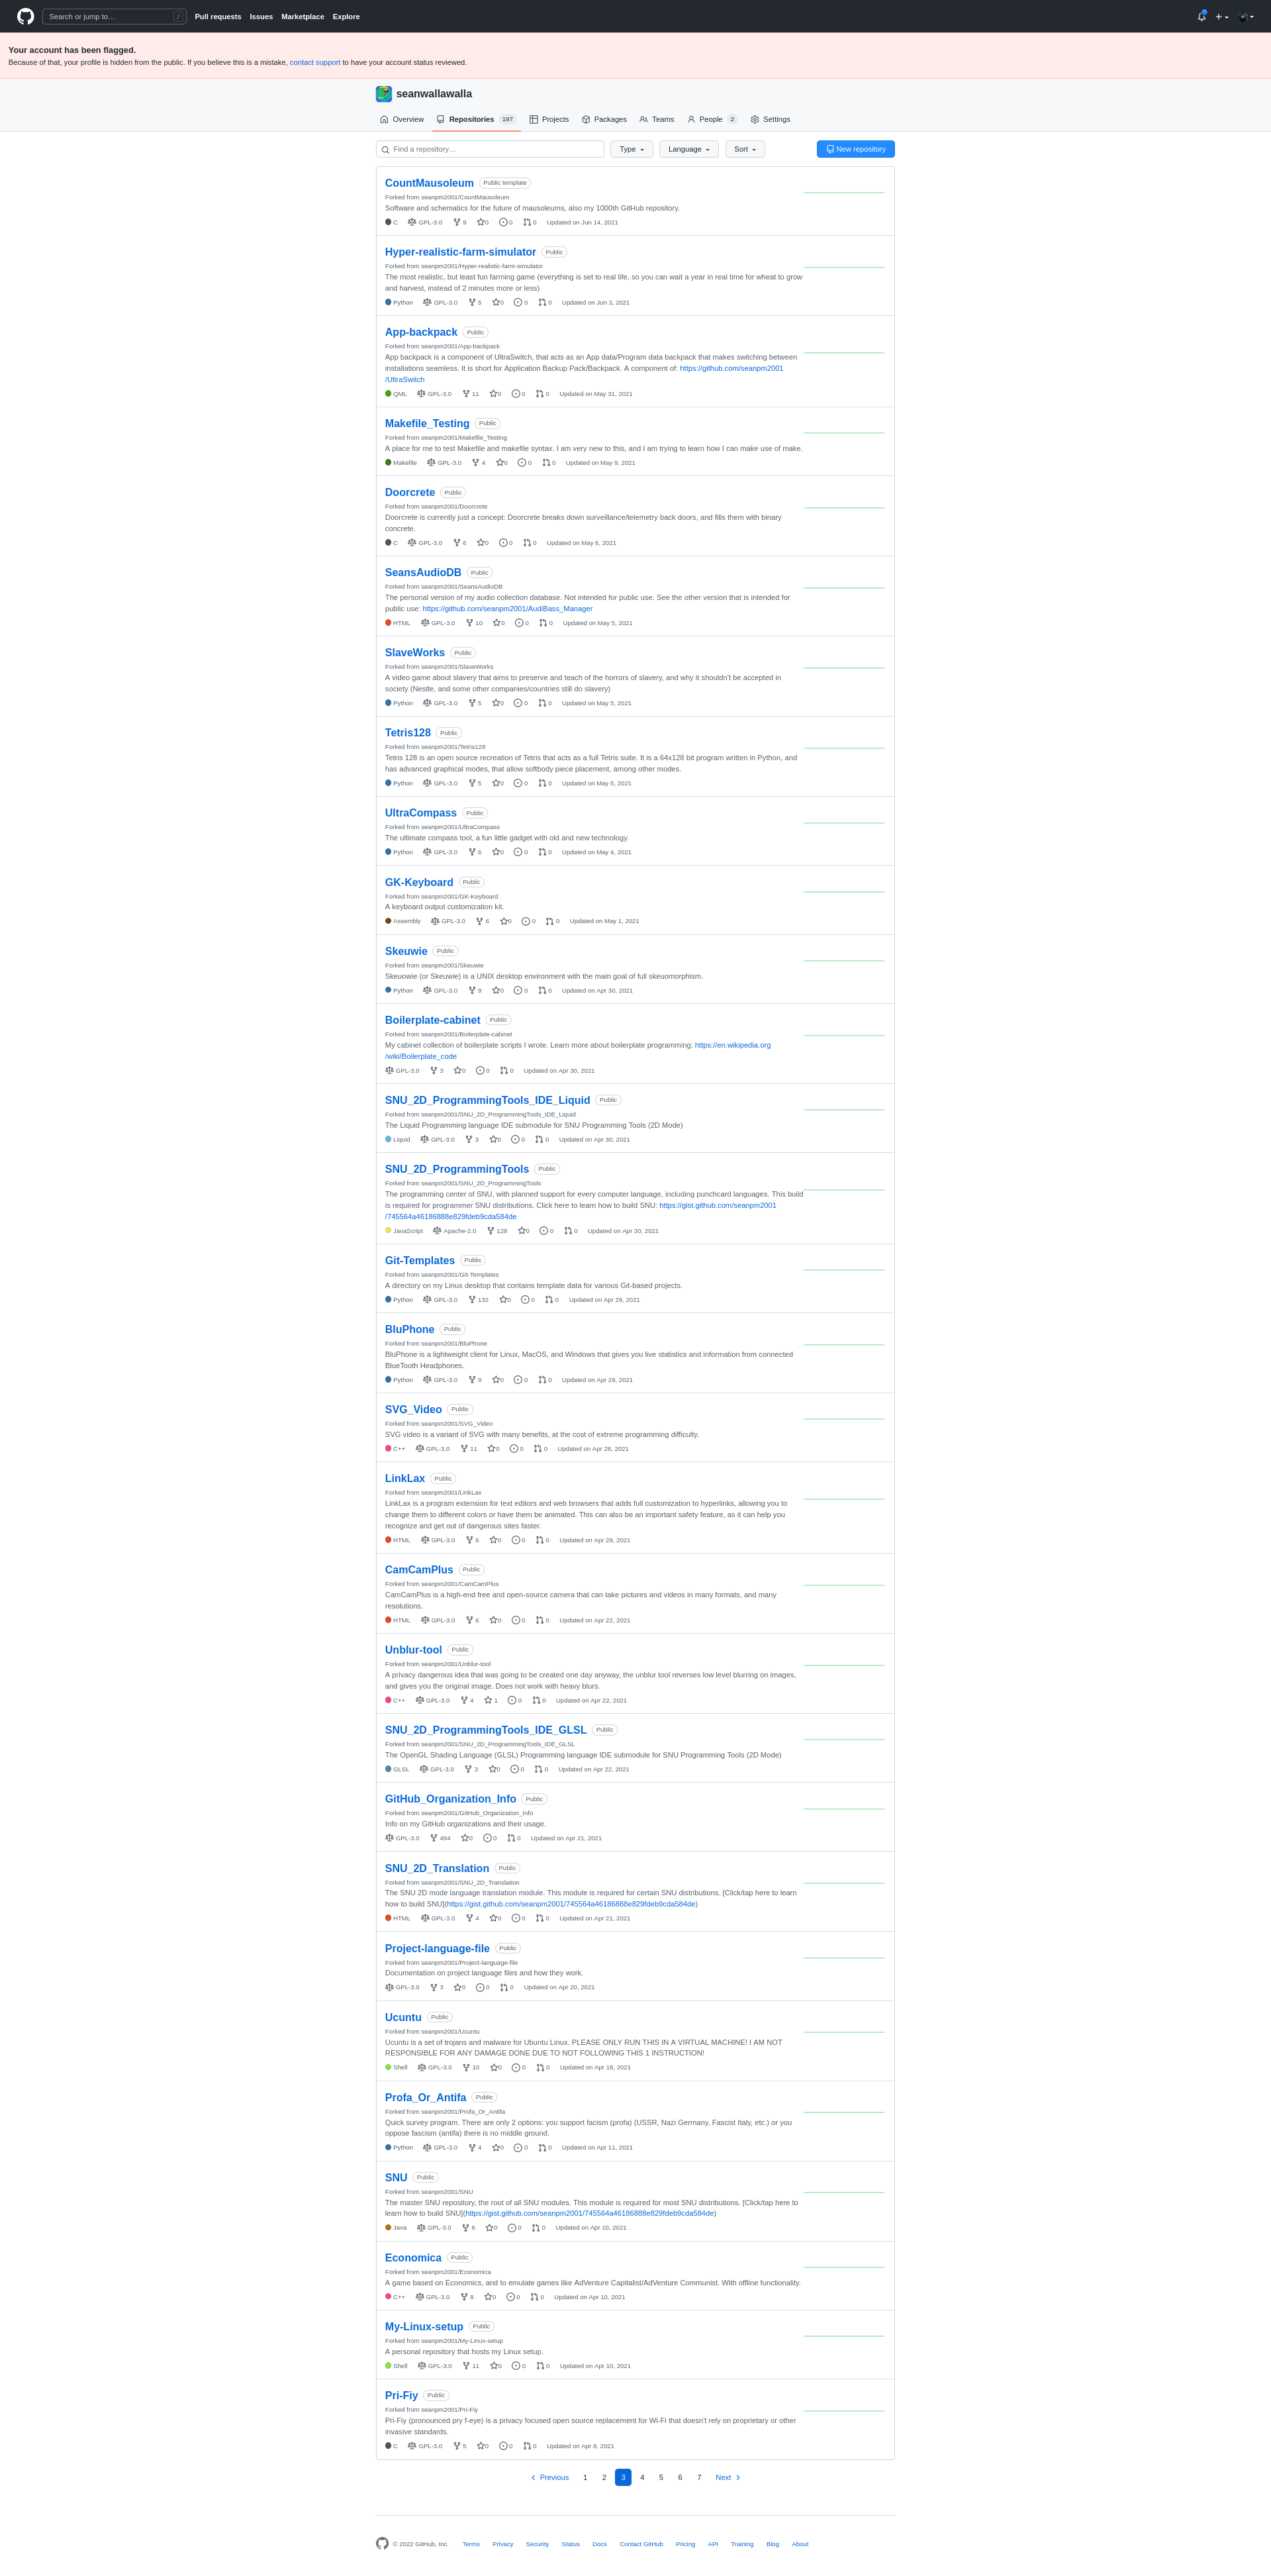 Search or jump to… /
Pull requests Issues Marketplace Explore
Your account has been flagged.
Because of that, your profile is hidden from the public. If you believe this is a mistake, contact support to have your account status reviewed.
seanwallawalla
Overview Repositories 197 Projects Packages Teams People 2 Settings
Find a repository… Type Language Sort New repository
CountMausoleum Public template
Forked from seanpm2001/CountMausoleum
Software and schematics for the future of mausoleums, also my 1000th GitHub repository.
C GPL-3.0 9 0 0 0 Updated on Jun 14, 2021
Hyper-realistic-farm-simulator Public
Forked from seanpm2001/Hyper-realistic-farm-simulator
The most realistic, but least fun farming game (everything is set to real life, so you can wait a year in real time for wheat to grow
and harvest, instead of 2 minutes more or less)
Python GPL-3.0 5 0 0 0 Updated on Jun 3, 2021
App-backpack Public
Forked from seanpm2001/App-backpack
App backpack is a component of UltraSwitch, that acts as an App data/Program data backpack that makes switching between
installations seamless. It is short for Application Backup Pack/Backpack. A component of: https://github.com/seanpm2001
/UltraSwitch
QML GPL-3.0 11 0 0 0 Updated on May 31, 2021
Makefile_Testing Public
Forked from seanpm2001/Makefile_Testing
A place for me to test Makefile and makefile syntax. I am very new to this, and I am trying to learn how I can make use of make.
Makefile GPL-3.0 4 0 0 0 Updated on May 9, 2021
Doorcrete Public
Forked from seanpm2001/Doorcrete
Doorcrete is currently just a concept: Doorcrete breaks down surveillance/telemetry back doors, and fills them with binary
concrete.
C GPL-3.0 6 0 0 0 Updated on May 6, 2021
SeansAudioDB Public
Forked from seanpm2001/SeansAudioDB
The personal version of my audio collection database. Not intended for public use. See the other version that is intended for
public use: https://github.com/seanpm2001/AudiBass_Manager
HTML GPL-3.0 10 0 0 0 Updated on May 5, 2021
SlaveWorks Public
Forked from seanpm2001/SlaveWorks
A video game about slavery that aims to preserve and teach of the horrors of slavery, and why it shouldn't be accepted in
society (Nestle, and some other companies/countries still do slavery)
Python GPL-3.0 5 0 0 0 Updated on May 5, 2021
Tetris128 Public
Forked from seanpm2001/Tetris128
Tetris 128 is an open source recreation of Tetris that acts as a full Tetris suite. It is a 64x128 bit program written in Python, and
has advanced graphical modes, that allow softbody piece placement, among other modes.
Python GPL-3.0 5 0 0 0 Updated on May 5, 2021
UltraCompass Public
Forked from seanpm2001/UltraCompass
The ultimate compass tool, a fun little gadget with old and new technology.
Python GPL-3.0 6 0 0 0 Updated on May 4, 2021
GK-Keyboard Public
Forked from seanpm2001/GK-Keyboard
A keyboard output customization kit.
Assembly GPL-3.0 6 0 0 0 Updated on May 1, 2021
Skeuwie Public
Forked from seanpm2001/Skeuwie
Skeuowie (or Skeuwie) is a UNIX desktop environment with the main goal of full skeuomorphism.
Python GPL-3.0 9 0 0 0 Updated on Apr 30, 2021
Boilerplate-cabinet Public
Forked from seanpm2001/Boilerplate-cabinet
My cabinet collection of boilerplate scripts I wrote. Learn more about boilerplate programming: https://en.wikipedia.org
/wiki/Boilerplate_code
GPL-3.0 3 0 0 0 Updated on Apr 30, 2021
SNU_2D_ProgrammingTools_IDE_Liquid Public
Forked from seanpm2001/SNU_2D_ProgrammingTools_IDE_Liquid
The Liquid Programming language IDE submodule for SNU Programming Tools (2D Mode)
Liquid GPL-3.0 3 0 0 0 Updated on Apr 30, 2021
SNU_2D_ProgrammingTools Public
Forked from seanpm2001/SNU_2D_ProgrammingTools
The programming center of SNU, with planned support for every computer language, including punchcard languages. This build
is required for programmer SNU distributions. Click here to learn how to build SNU: https://gist.github.com/seanpm2001
/745564a46186888e829fdeb9cda584de
JavaScript Apache-2.0 128 0 0 0 Updated on Apr 30, 2021
Git-Templates Public
Forked from seanpm2001/Git-Templates
A directory on my Linux desktop that contains template data for various Git-based projects.
Python GPL-3.0 132 0 0 0 Updated on Apr 29, 2021
BluPhone Public
Forked from seanpm2001/BluPhone
BluPhone is a lightweight client for Linux, MacOS, and Windows that gives you live statistics and information from connected
BlueTooth Headphones.
Python GPL-3.0 9 0 0 0 Updated on Apr 29, 2021
SVG_Video Public
Forked from seanpm2001/SVG_Video
SVG video is a variant of SVG with many benefits, at the cost of extreme programming difficulty.
C++ GPL-3.0 11 0 0 0 Updated on Apr 28, 2021
LinkLax Public
Forked from seanpm2001/LinkLax
LinkLax is a program extension for text editors and web browsers that adds full customization to hyperlinks, allowing you to
change them to different colors or have them be animated. This can also be an important safety feature, as it can help you
recognize and get out of dangerous sites faster.
HTML GPL-3.0 6 0 0 0 Updated on Apr 28, 2021
CamCamPlus Public
Forked from seanpm2001/CamCamPlus
CamCamPlus is a high-end free and open-source camera that can take pictures and videos in many formats, and many
resolutions.
HTML GPL-3.0 6 0 0 0 Updated on Apr 22, 2021
Unblur-tool Public
Forked from seanpm2001/Unblur-tool
A privacy dangerous idea that was going to be created one day anyway, the unblur tool reverses low level blurring on images,
and gives you the original image. Does not work with heavy blurs.
C++ GPL-3.0 4 1 0 0 Updated on Apr 22, 2021
SNU_2D_ProgrammingTools_IDE_GLSL Public
Forked from seanpm2001/SNU_2D_ProgrammingTools_IDE_GLSL
The OpenGL Shading Language (GLSL) Programming language IDE submodule for SNU Programming Tools (2D Mode)
GLSL GPL-3.0 3 0 0 0 Updated on Apr 22, 2021
GitHub_Organization_Info Public
Forked from seanpm2001/GitHub_Organization_Info
Info on my GitHub organizations and their usage.
GPL-3.0 494 0 0 0 Updated on Apr 21, 2021
SNU_2D_Translation Public
Forked from seanpm2001/SNU_2D_Translation
The SNU 2D mode language translation module. This module is required for certain SNU distributions. [Click/tap here to learn
how to build SNU](https://gist.github.com/seanpm2001/745564a46186888e829fdeb9cda584de)
HTML GPL-3.0 4 0 0 0 Updated on Apr 21, 2021
Project-language-file Public
Forked from seanpm2001/Project-language-file
Documentation on project language files and how they work.
GPL-3.0 3 0 0 0 Updated on Apr 20, 2021
Ucuntu Public
Forked from seanpm2001/Ucuntu
Ucuntu is a set of trojans and malware for Ubuntu Linux. PLEASE ONLY RUN THIS IN A VIRTUAL MACHINE! I AM NOT
RESPONSIBLE FOR ANY DAMAGE DONE DUE TO NOT FOLLOWING THIS 1 INSTRUCTION!
Shell GPL-3.0 10 0 0 0 Updated on Apr 18, 2021
Profa_Or_Antifa Public
Forked from seanpm2001/Profa_Or_Antifa
Quick survey program. There are only 2 options: you support facism (profa) (USSR, Nazi Germany, Fascist Italy, etc.) or you
oppose fascism (antifa) there is no middle ground.
Python GPL-3.0 4 0 0 0 Updated on Apr 11, 2021
SNU Public
Forked from seanpm2001/SNU
The master SNU repository, the root of all SNU modules. This module is required for most SNU distributions. [Click/tap here to
learn how to build SNU](https://gist.github.com/seanpm2001/745564a46186888e829fdeb9cda584de)
Java GPL-3.0 6 0 0 0 Updated on Apr 10, 2021
Economica Public
Forked from seanpm2001/Economica
A game based on Economics, and to emulate games like AdVenture Capitalist/AdVenture Communist. With offline functionality.
C++ GPL-3.0 8 0 0 0 Updated on Apr 10, 2021
My-Linux-setup Public
Forked from seanpm2001/My-Linux-setup
A personal repository that hosts my Linux setup.
Shell GPL-3.0 11 0 0 0 Updated on Apr 10, 2021
Pri-Fiy Public
Forked from seanpm2001/Pri-Fiy
Pri-Fiy (pronounced pry f-eye) is a privacy focused open source replacement for Wi-Fi that doesn't rely on proprietary or other
invasive standards.
C GPL-3.0 5 0 0 0 Updated on Apr 8, 2021
Previous 1 2 3 4 5 6 7 Next
© 2022 GitHub, Inc. Terms Privacy Security Status Docs Contact GitHub Pricing API Training Blog About